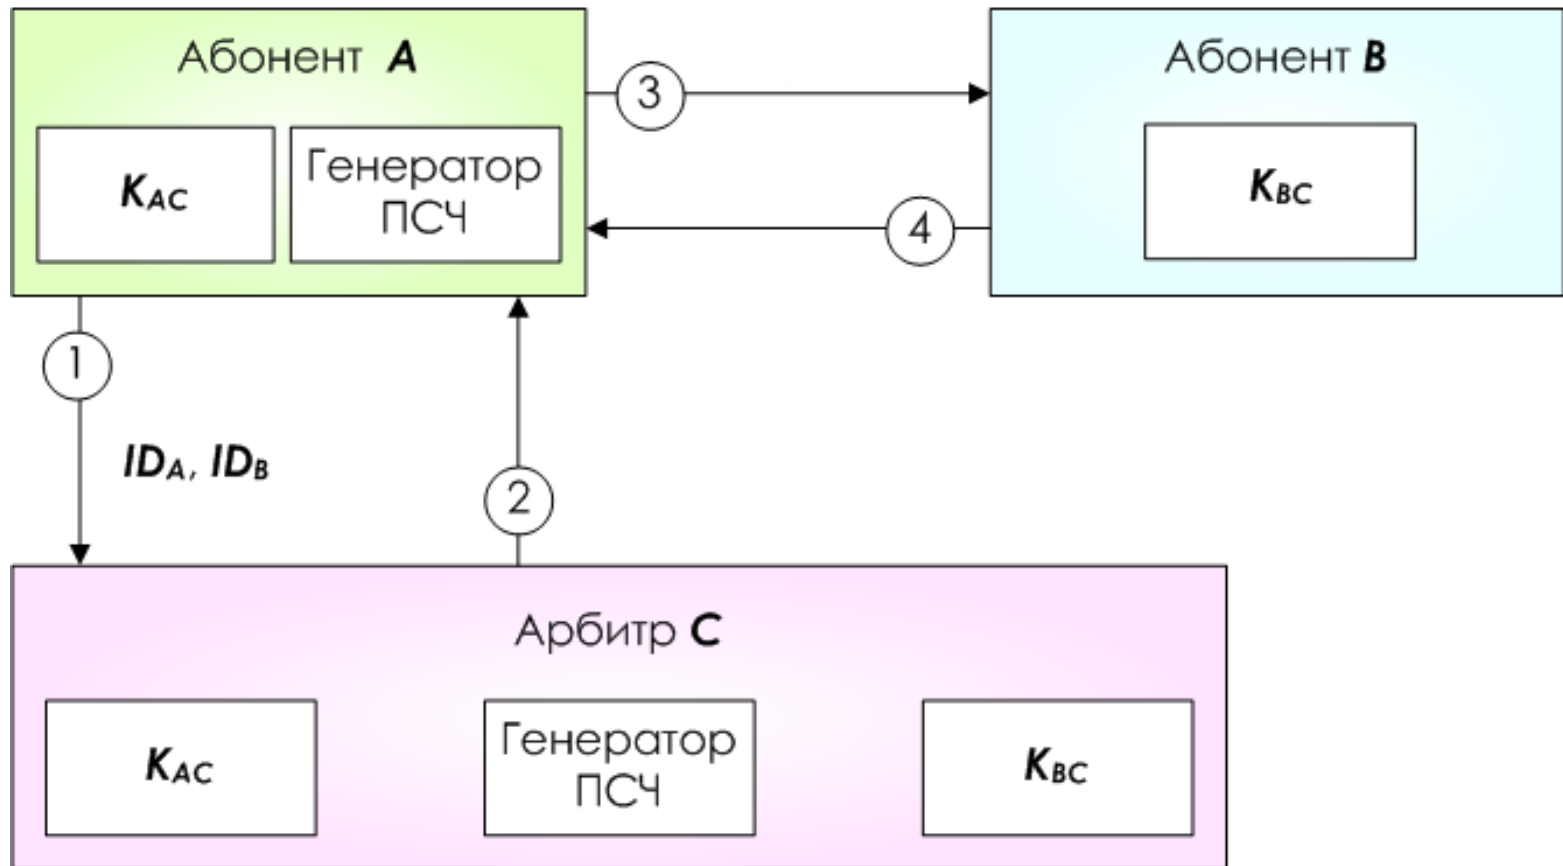 Абонент A
Абонент B
3
K_AC
Генератор
ПСЧ
K_BC
4
1
ID_A, ID_B
2
Арбитр C
K_AC
Генератор
ПСЧ
K_BC